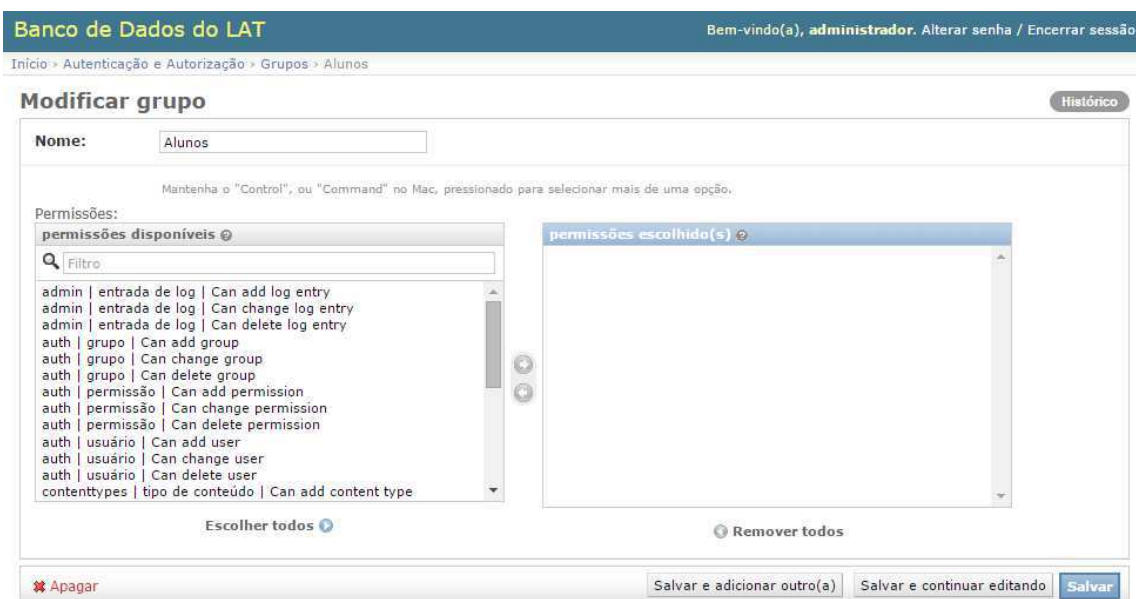 Banco de Dados do LAT
Bem-vindo(a), administrador. Alterar senha / Encerrar sessão
Início › Autenticação e Autorização › Grupos › Alunos
Modificar grupo
Histórico
Nome:
Alunos
Mantenha o "Control", ou "Command" no Mac, pressionado para selecionar mais de uma opção.
Permissões:
permissões disponíveis
permissões escolhido(s)
Filtro
admin | entrada de log | Can add log entry
admin | entrada de log | Can change log entry
admin | entrada de log | Can delete log entry
auth | grupo | Can add group
auth | grupo | Can change group
auth | grupo | Can delete group
auth | permissão | Can add permission
auth | permissão | Can change permission
auth | permissão | Can delete permission
auth | usuário | Can add user
auth | usuário | Can change user
auth | usuário | Can delete user
contenttypes | tipo de conteúdo | Can add content type
Escolher todos
Remover todos
Apagar
Salvar e adicionar outro(a)
Salvar e continuar editando
Salvar